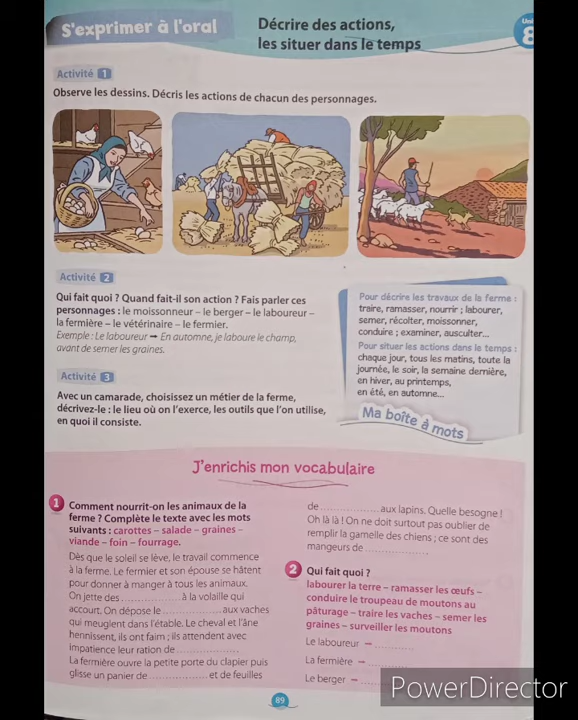 S'exprimer à l'oral
Décrire des actions,
les situer dans le temps
8
Activité 1
Observe les dessins. Décris les actions de chacun des personnages.
Activité 2
Qui fait quoi ? Quand fait-il son action ? Fais parler ces
personnages : le moissonneur – le berger – le laboureur –
la fermière – le vétérinaire – le fermier.
Exemple : Le laboureur ➞ En automne, je laboure le champ,
avant de semer les graines.
Activité 3
Avec un camarade, choisissez un métier de la ferme,
décrivez-le : le lieu où on l'exerce, les outils que l'on utilise,
en quoi il consiste.
Pour décrire les travaux de la ferme :
traire, ramasser, nourrir ; labourer,
semer, récolter, moissonner,
conduire ; examiner, ausculter...
Pour situer les actions dans le temps :
chaque jour, tous les matins, toute la
journée, le soir, la semaine dernière,
en hiver, au printemps,
en été, en automne...
Ma boîte à mots
J'enrichis mon vocabulaire
1 Comment nourrit-on les animaux de la
ferme ? Complète le texte avec les mots
suivants : carottes – salade – graines –
viande – foin – fourrage.
Dès que le soleil se lève, le travail commence
à la ferme. Le fermier et son épouse se hâtent
pour donner à manger à tous les animaux.
On jette des ............... à la volaille qui
accourt. On dépose le ............... aux vaches
qui meuglent dans l'étable. Le cheval et l'âne
hennissent, ils ont faim ; ils attendent avec
impatience leur ration de ...............
La fermière ouvre la petite porte du clapier puis
glisse un panier de ............... et de feuilles
de ............... aux lapins. Quelle besogne !
Oh là là ! On ne doit surtout pas oublier de
remplir la gamelle des chiens ; ce sont des
mangeurs de ...............
2 Qui fait quoi ?
labourer la terre – ramasser les œufs –
conduire le troupeau de moutons au
pâturage – traire les vaches – semer les
graines – surveiller les moutons
Le laboureur ➞ ............
La fermière ➞ ............
Le berger ➞ ............
89
PowerDirector